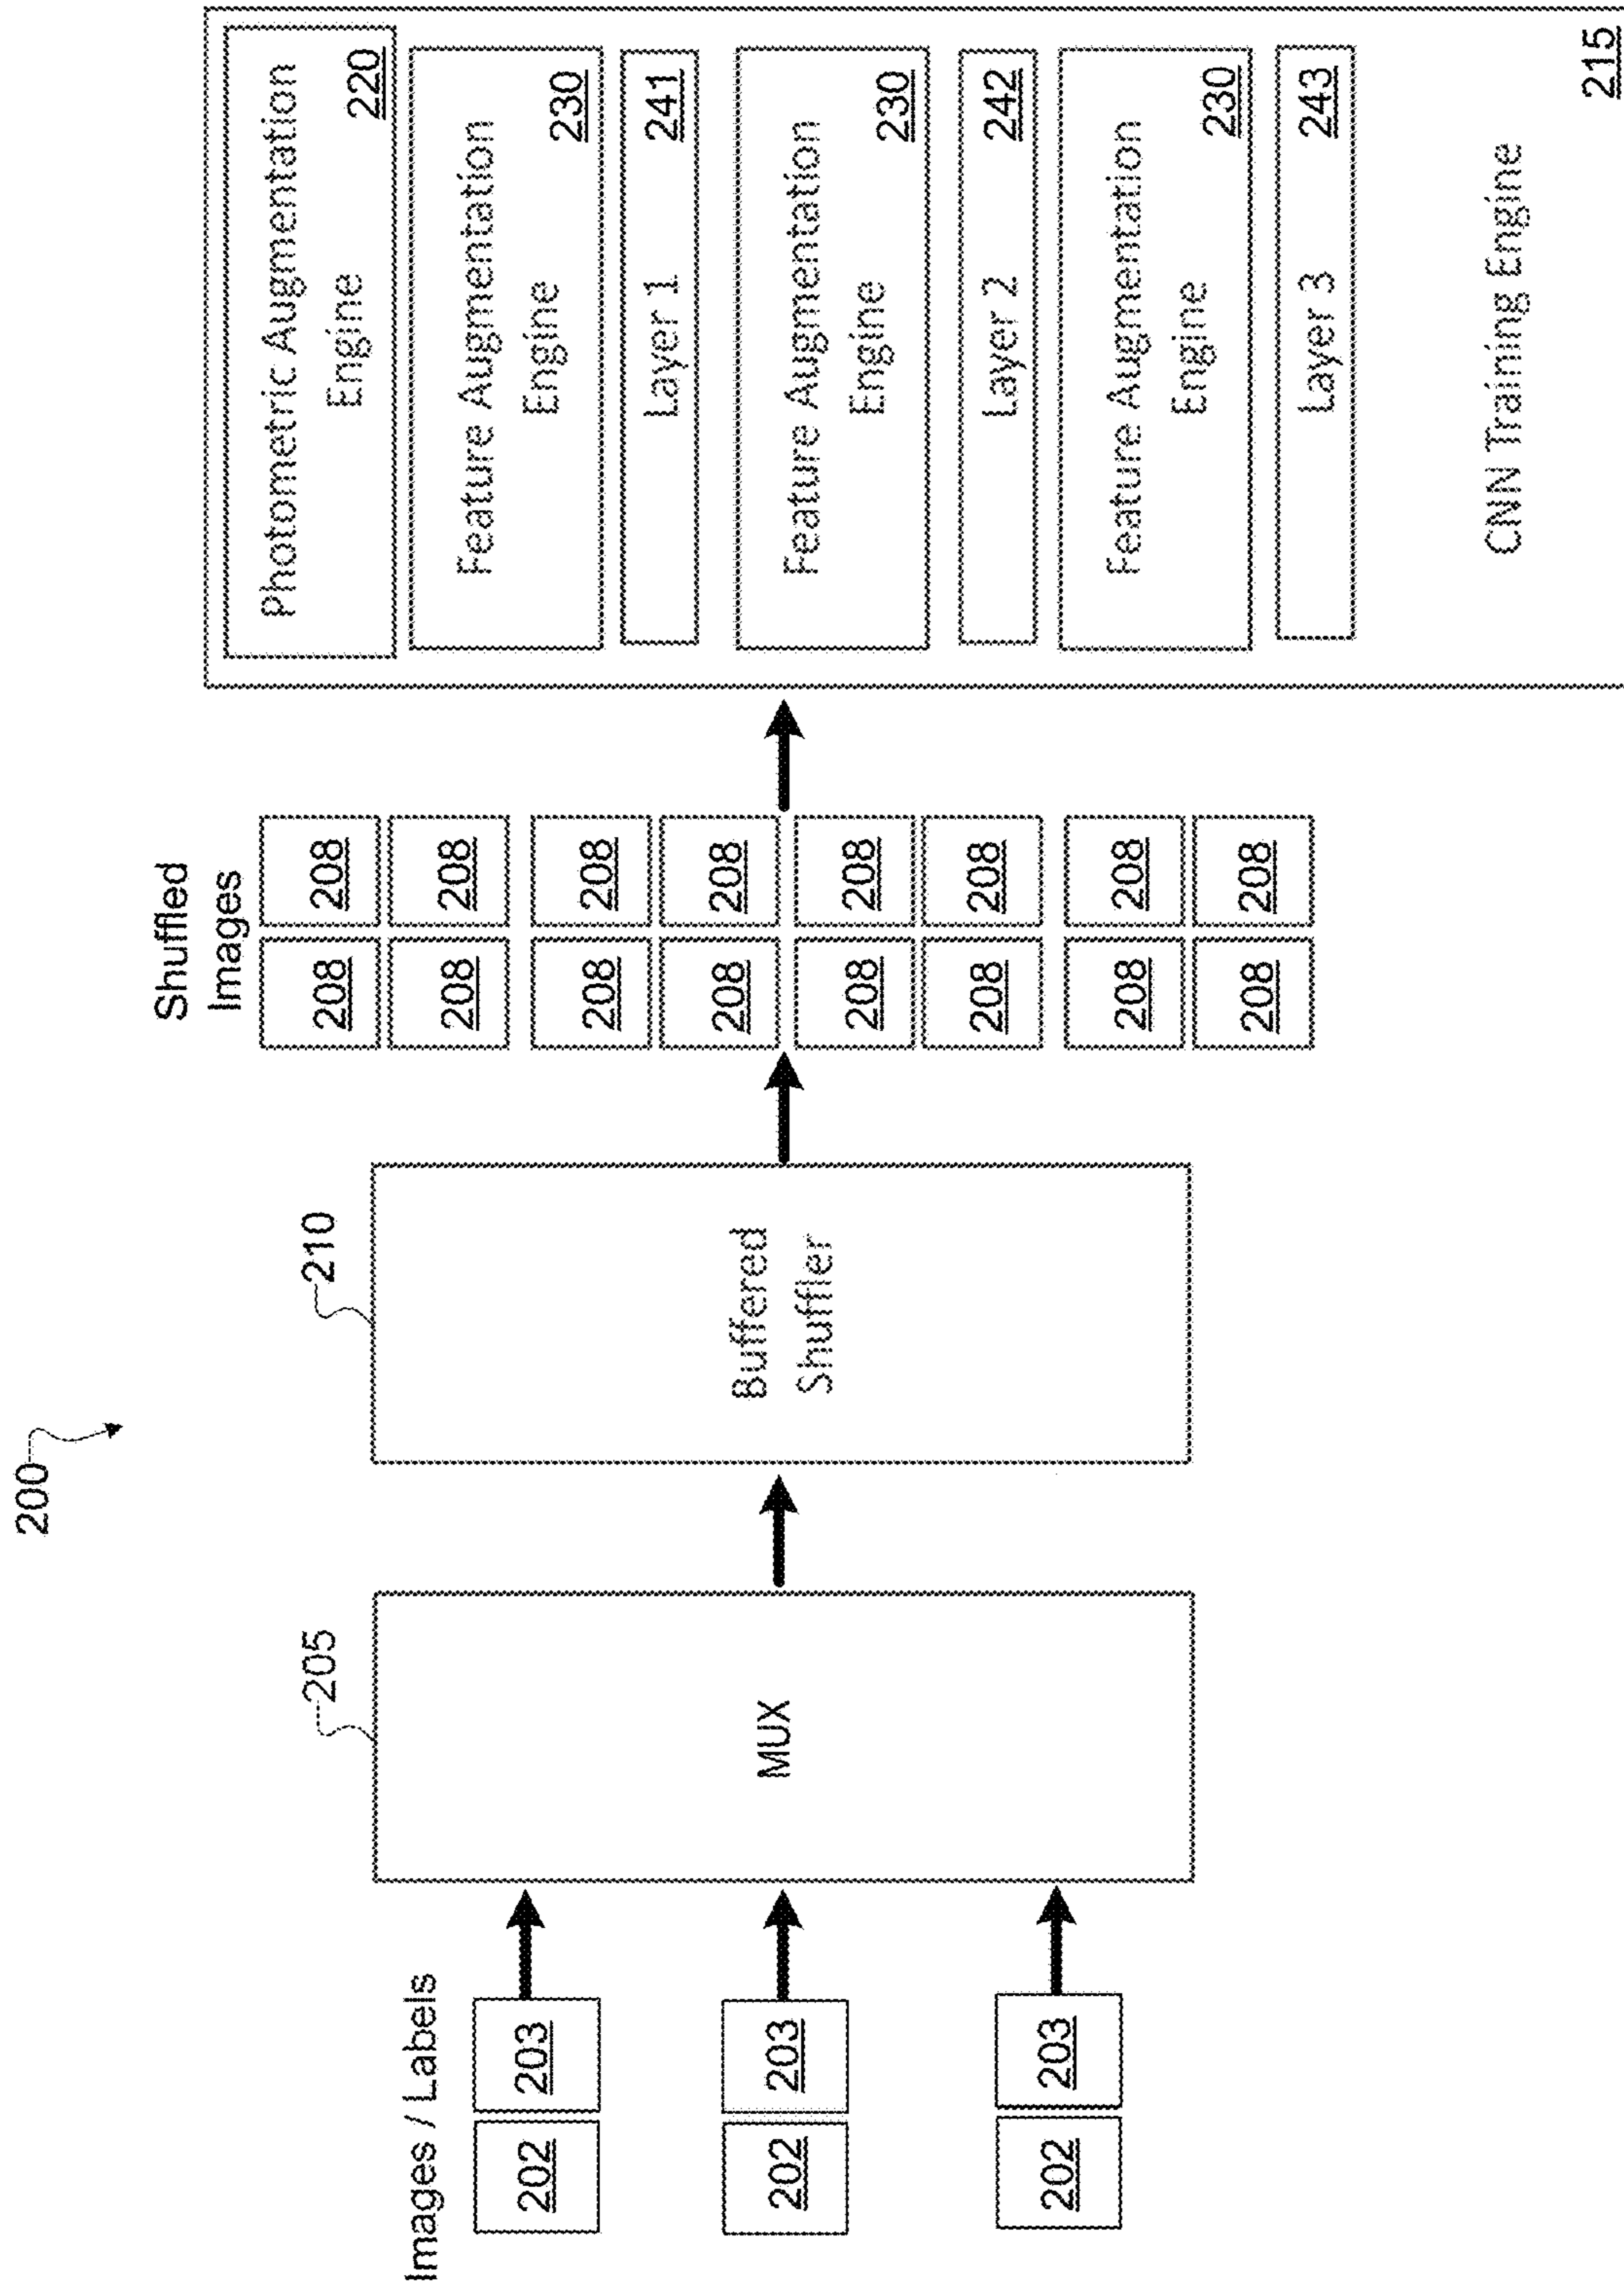 200
Images / Labels
202 203
202 203
202 203
205
MUX
210
Buffered
Shuffler
Shuffled
Images
208 208
208 208
208 208
208 208
208 208
208 208
208 208
208 208
Photometric Augmentation
Engine
220
Feature Augmentation
Engine
230
Layer 1 241
Feature Augmentation
Engine
230
Layer 2 242
Feature Augmentation
Engine
230
Layer 3 243
CNN Training Engine
215